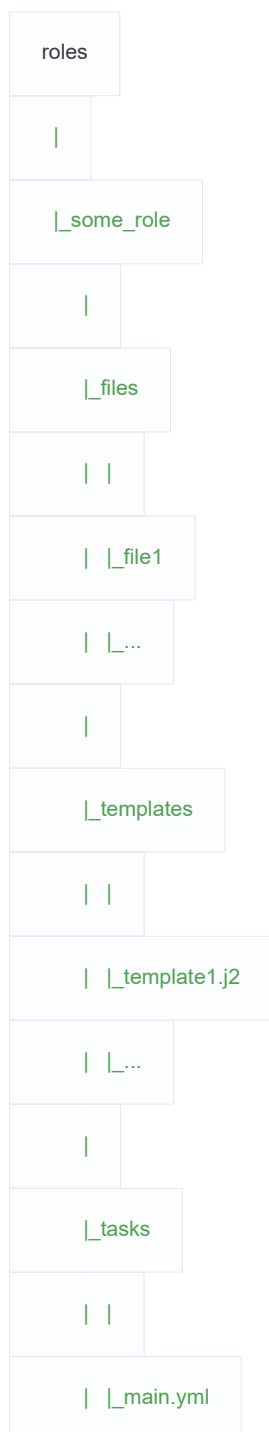 roles
|
|_some_role
|
|_files
| |
| |_file1
| |_...
|
|_templates
| |
| |_template1.j2
| |_...
|
|_tasks
| |
| |_main.yml